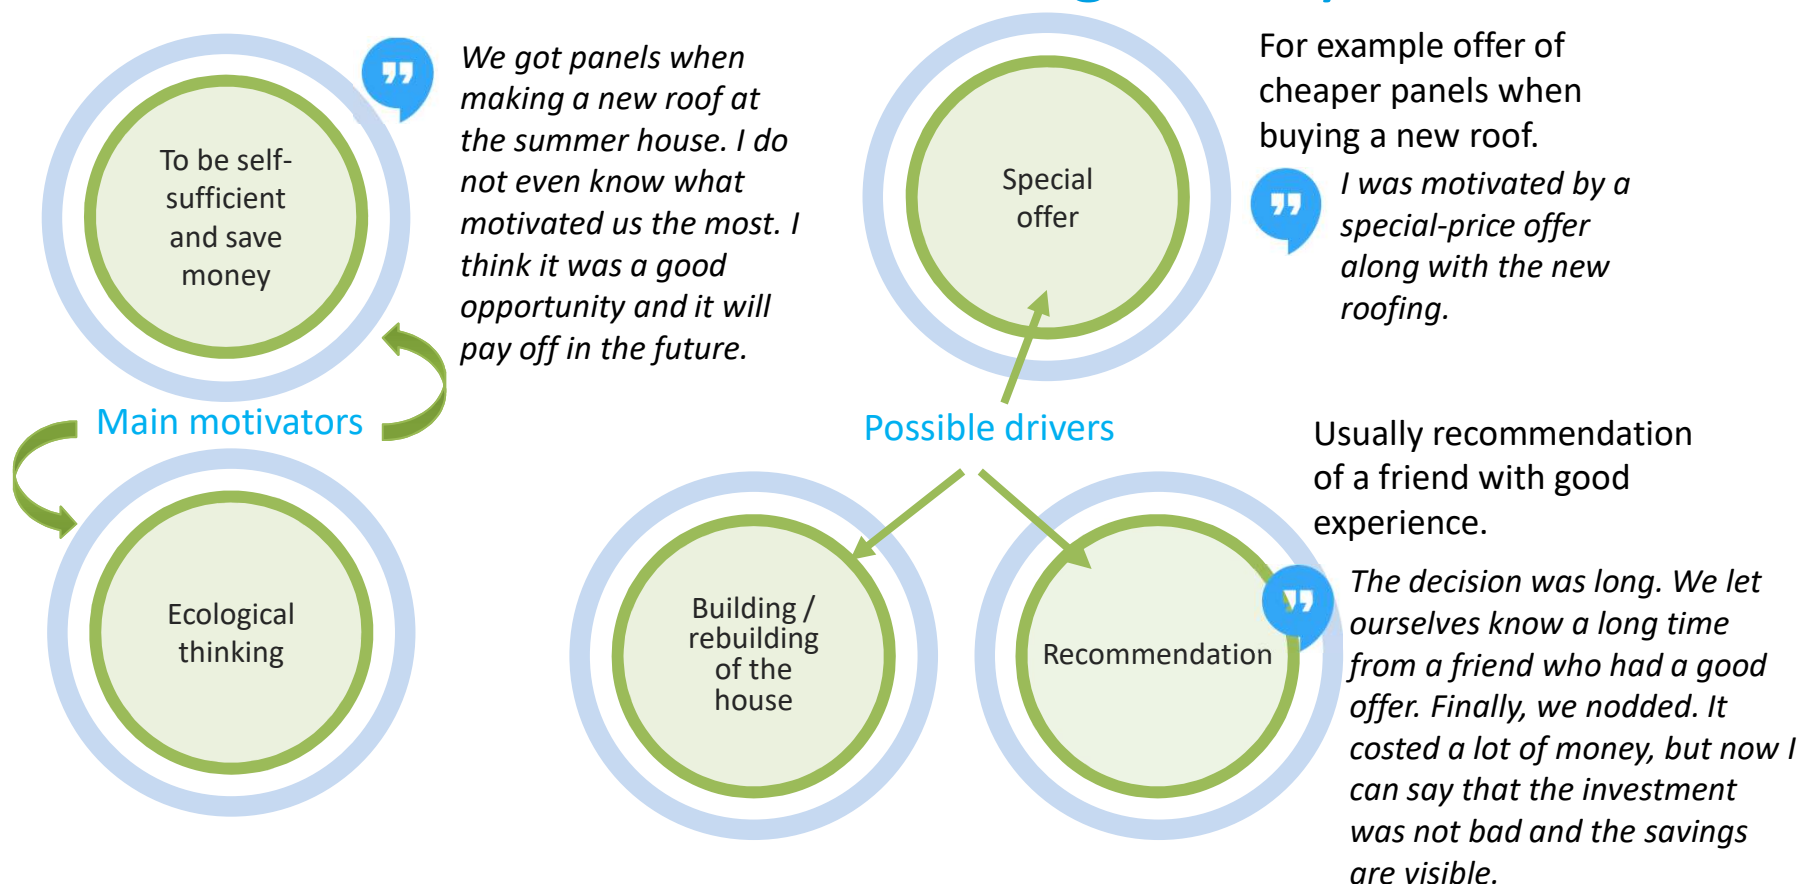 To be self-
sufficient
and save
money
We got panels when
making a new roof at
the summer house. I do
not even know what
motivated us the most. I
think it was a good
opportunity and it will
pay off in the future.
Main motivators
Ecological
thinking
Special
offer
For example offer of
cheaper panels when
buying a new roof.
I was motivated by a
special-price offer
along with the new
roofing.
Possible drivers
Building /
rebuilding
of the
house
Recommendation
Usually recommendation
of a friend with good
experience.
The decision was long. We let
ourselves know a long time
from a friend who had a good
offer. Finally, we nodded. It
costed a lot of money, but now I
can say that the investment
was not bad and the savings
are visible.